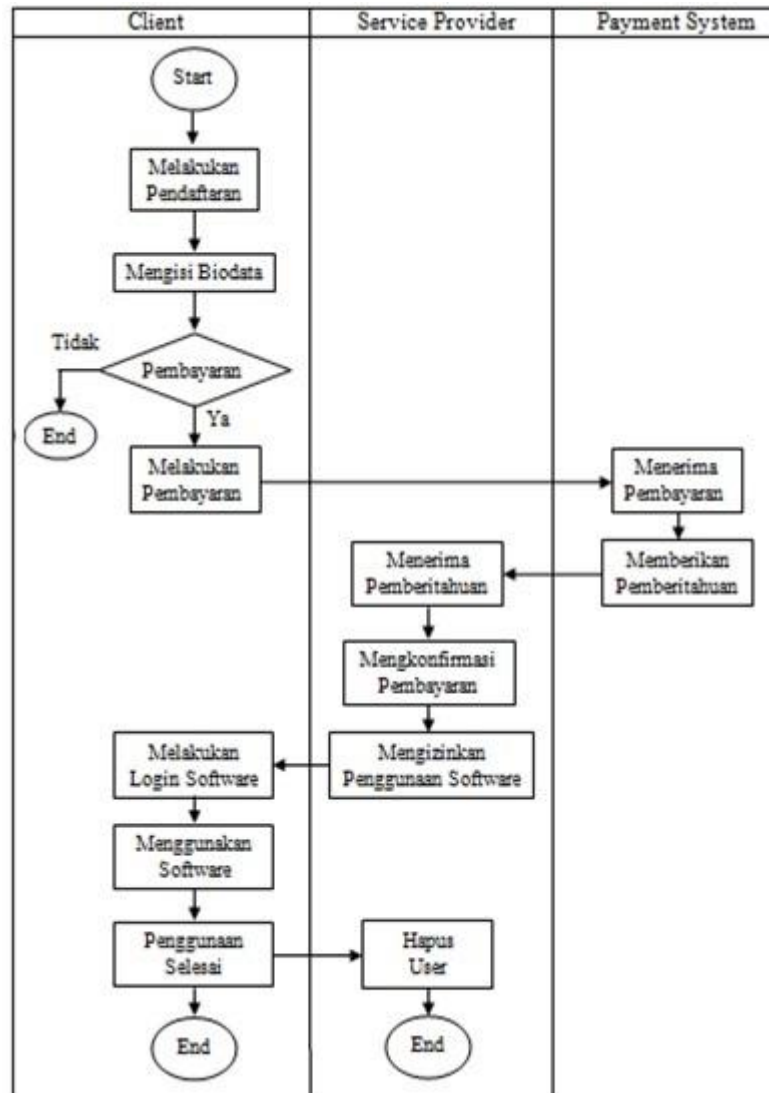 Client
Service Provider
Payment System
Start
Melakukan
Pendaftaran
Mengisi Biodata
Tidak
Pembayaran
End
Ya
Melakukan
Pembayaran
Menerima
Pembayaran
Menerima
Pemberitahuan
Memberikan
Pemberitahuan
Mengkonfirmasi
Pembayaran
Melakukan
Login Software
Mengizinkan
Penggunaan Software
Menggunakan
Software
Penggunaan
Selesai
Hapus
User
End
End